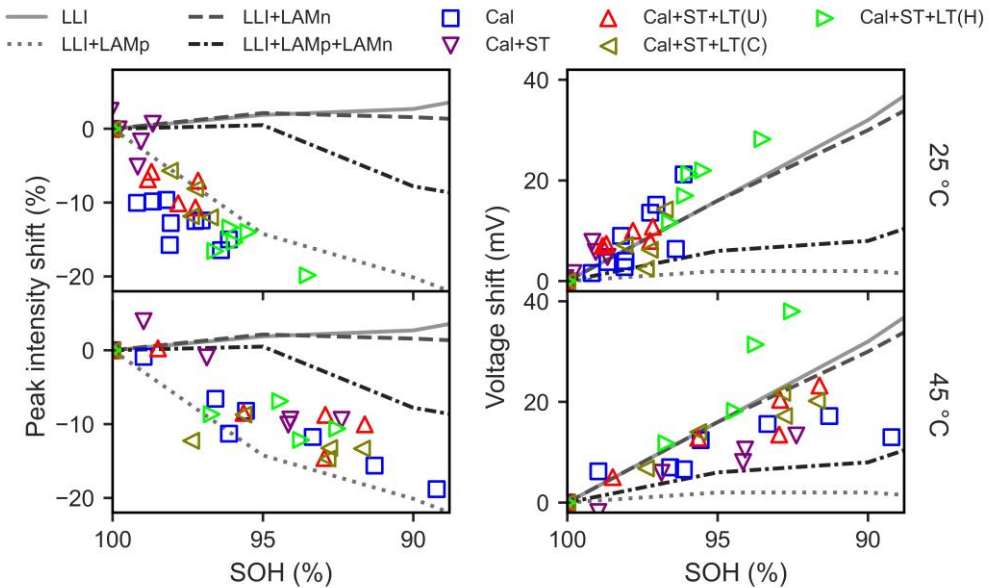 LLI LLI+LAMn Cal Cal+ST+LT(U) Cal+ST+LT(H)
LLI+LAMp LLI+LAMp+LAMn Cal+ST Cal+ST+LT(C)
Peak intensity shift (%)
0
−10
−20
0
−10
−20
100 95 90
SOH (%)
Voltage shift (mV)
40
20
0
40
20
0
100 95 90
SOH (%)
25 °C
45 °C